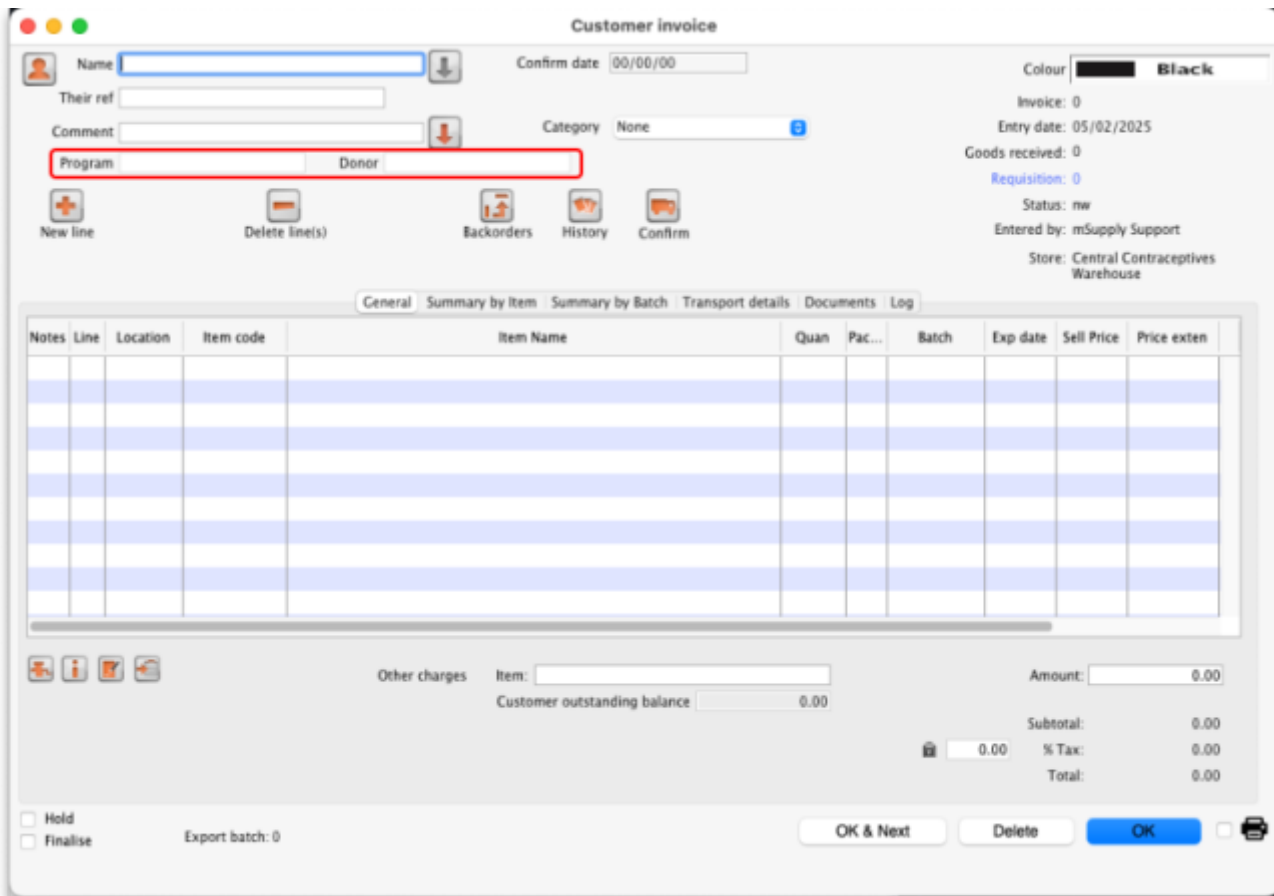 Customer invoice
Name
Confirm date 00/00/00
Colour Black
Their ref
Invoice: 0
Comment
Category None
Entry date: 05/02/2025
Program
Donor
Goods received: 0
Requisition: 0
Status: nw
New line
Delete line(s)
Backorders
History
Confirm
Entered by: mSupply Support
Store: Central Contraceptives
Warehouse
General Summary by Item Summary by Batch Transport details Documents Log
Notes Line Location Item code Item Name Quan Pac... Batch Exp date Sell Price Price exten
Other charges Item:
Amount: 0.00
Customer outstanding balance 0.00
Subtotal: 0.00
0.00 % Tax: 0.00
Total: 0.00
Hold
Finalise
Export batch: 0
OK & Next
Delete
OK